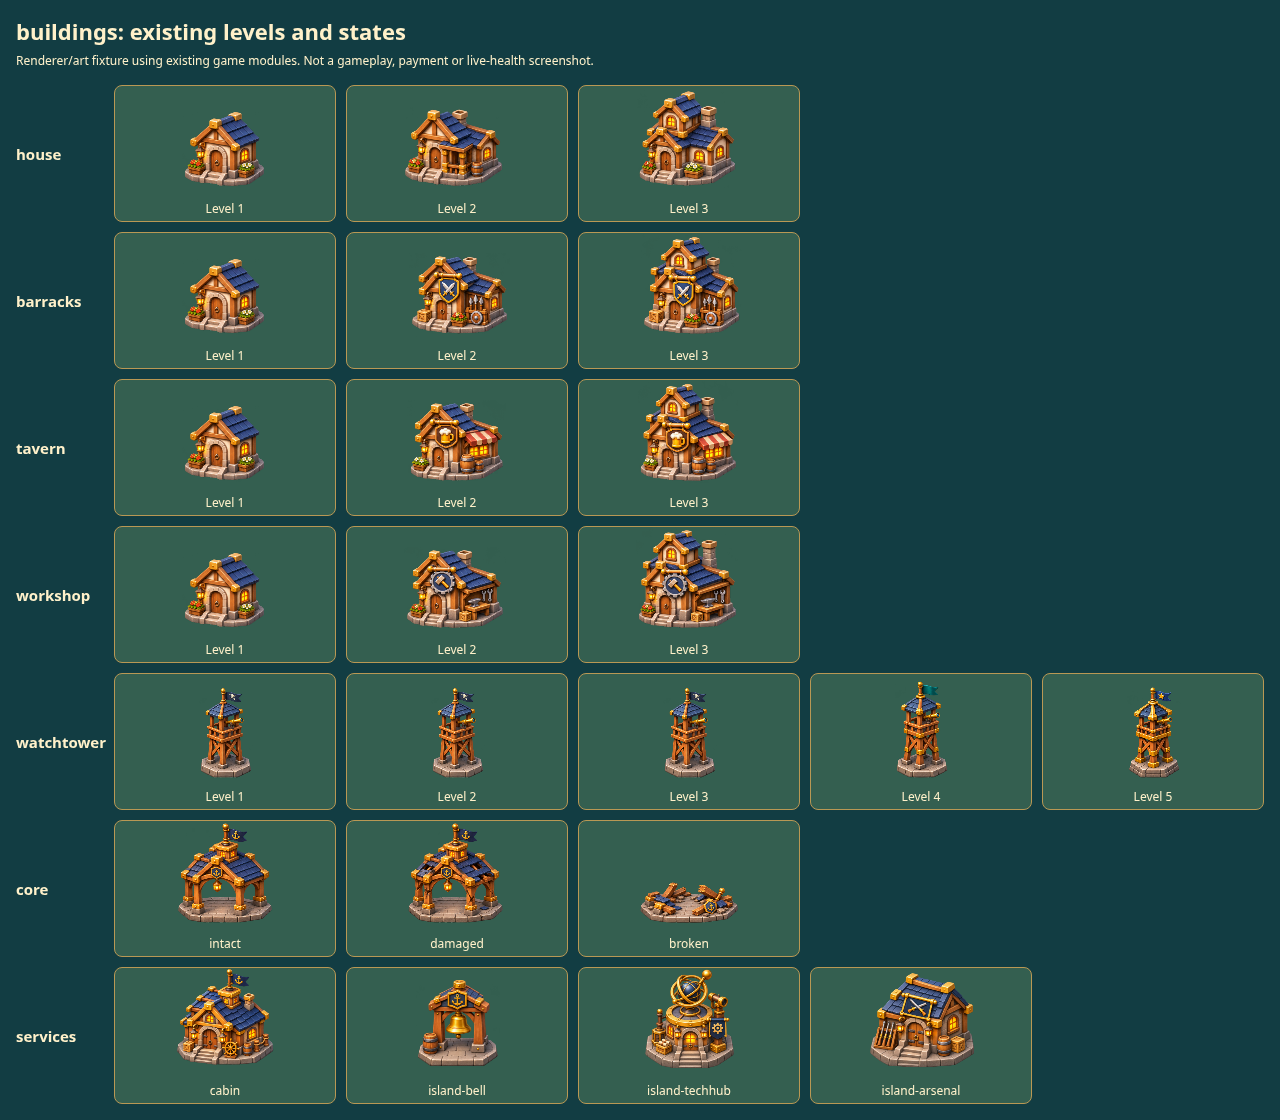 buildings: existing levels and states
Renderer/art fixture using existing game modules. Not a gameplay, payment or live-health screenshot.
house
Level 1
Level 2
Level 3
barracks
Level 1
Level 2
Level 3
tavern
Level 1
Level 2
Level 3
workshop
Level 1
Level 2
Level 3
watchtower
Level 1
Level 2
Level 3
Level 4
Level 5
core
intact
damaged
broken
services
cabin
island-bell
island-techhub
island-arsenal